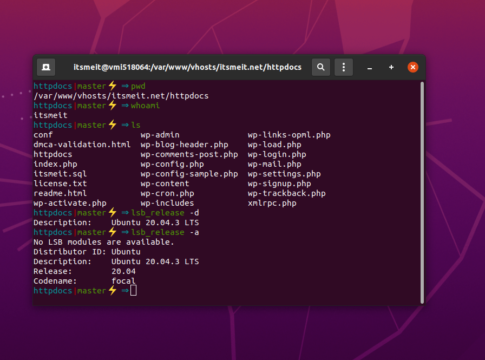 itsmeit@vmi518064:/var/www/vhosts/itsmeit.net/httpdocs
httpdocs|master⚡ ⇒ pwd
/var/www/vhosts/itsmeit.net/httpdocs
httpdocs|master⚡ ⇒ whoami
itsmeit
httpdocs|master⚡ ⇒ ls
conf wp-admin wp-links-opml.php
dmca-validation.html wp-blog-header.php wp-load.php
httpdocs wp-comments-post.php wp-login.php
index.php wp-config.php wp-mail.php
itsmeit.sql wp-config-sample.php wp-settings.php
license.txt wp-content wp-signup.php
readme.html wp-cron.php wp-trackback.php
wp-activate.php wp-includes xmlrpc.php
httpdocs|master⚡ ⇒ lsb_release -d
Description: Ubuntu 20.04.3 LTS
httpdocs|master⚡ ⇒ lsb_release -a
No LSB modules are available.
Distributor ID: Ubuntu
Description: Ubuntu 20.04.3 LTS
Release: 20.04
Codename: focal
httpdocs|master⚡ ⇒